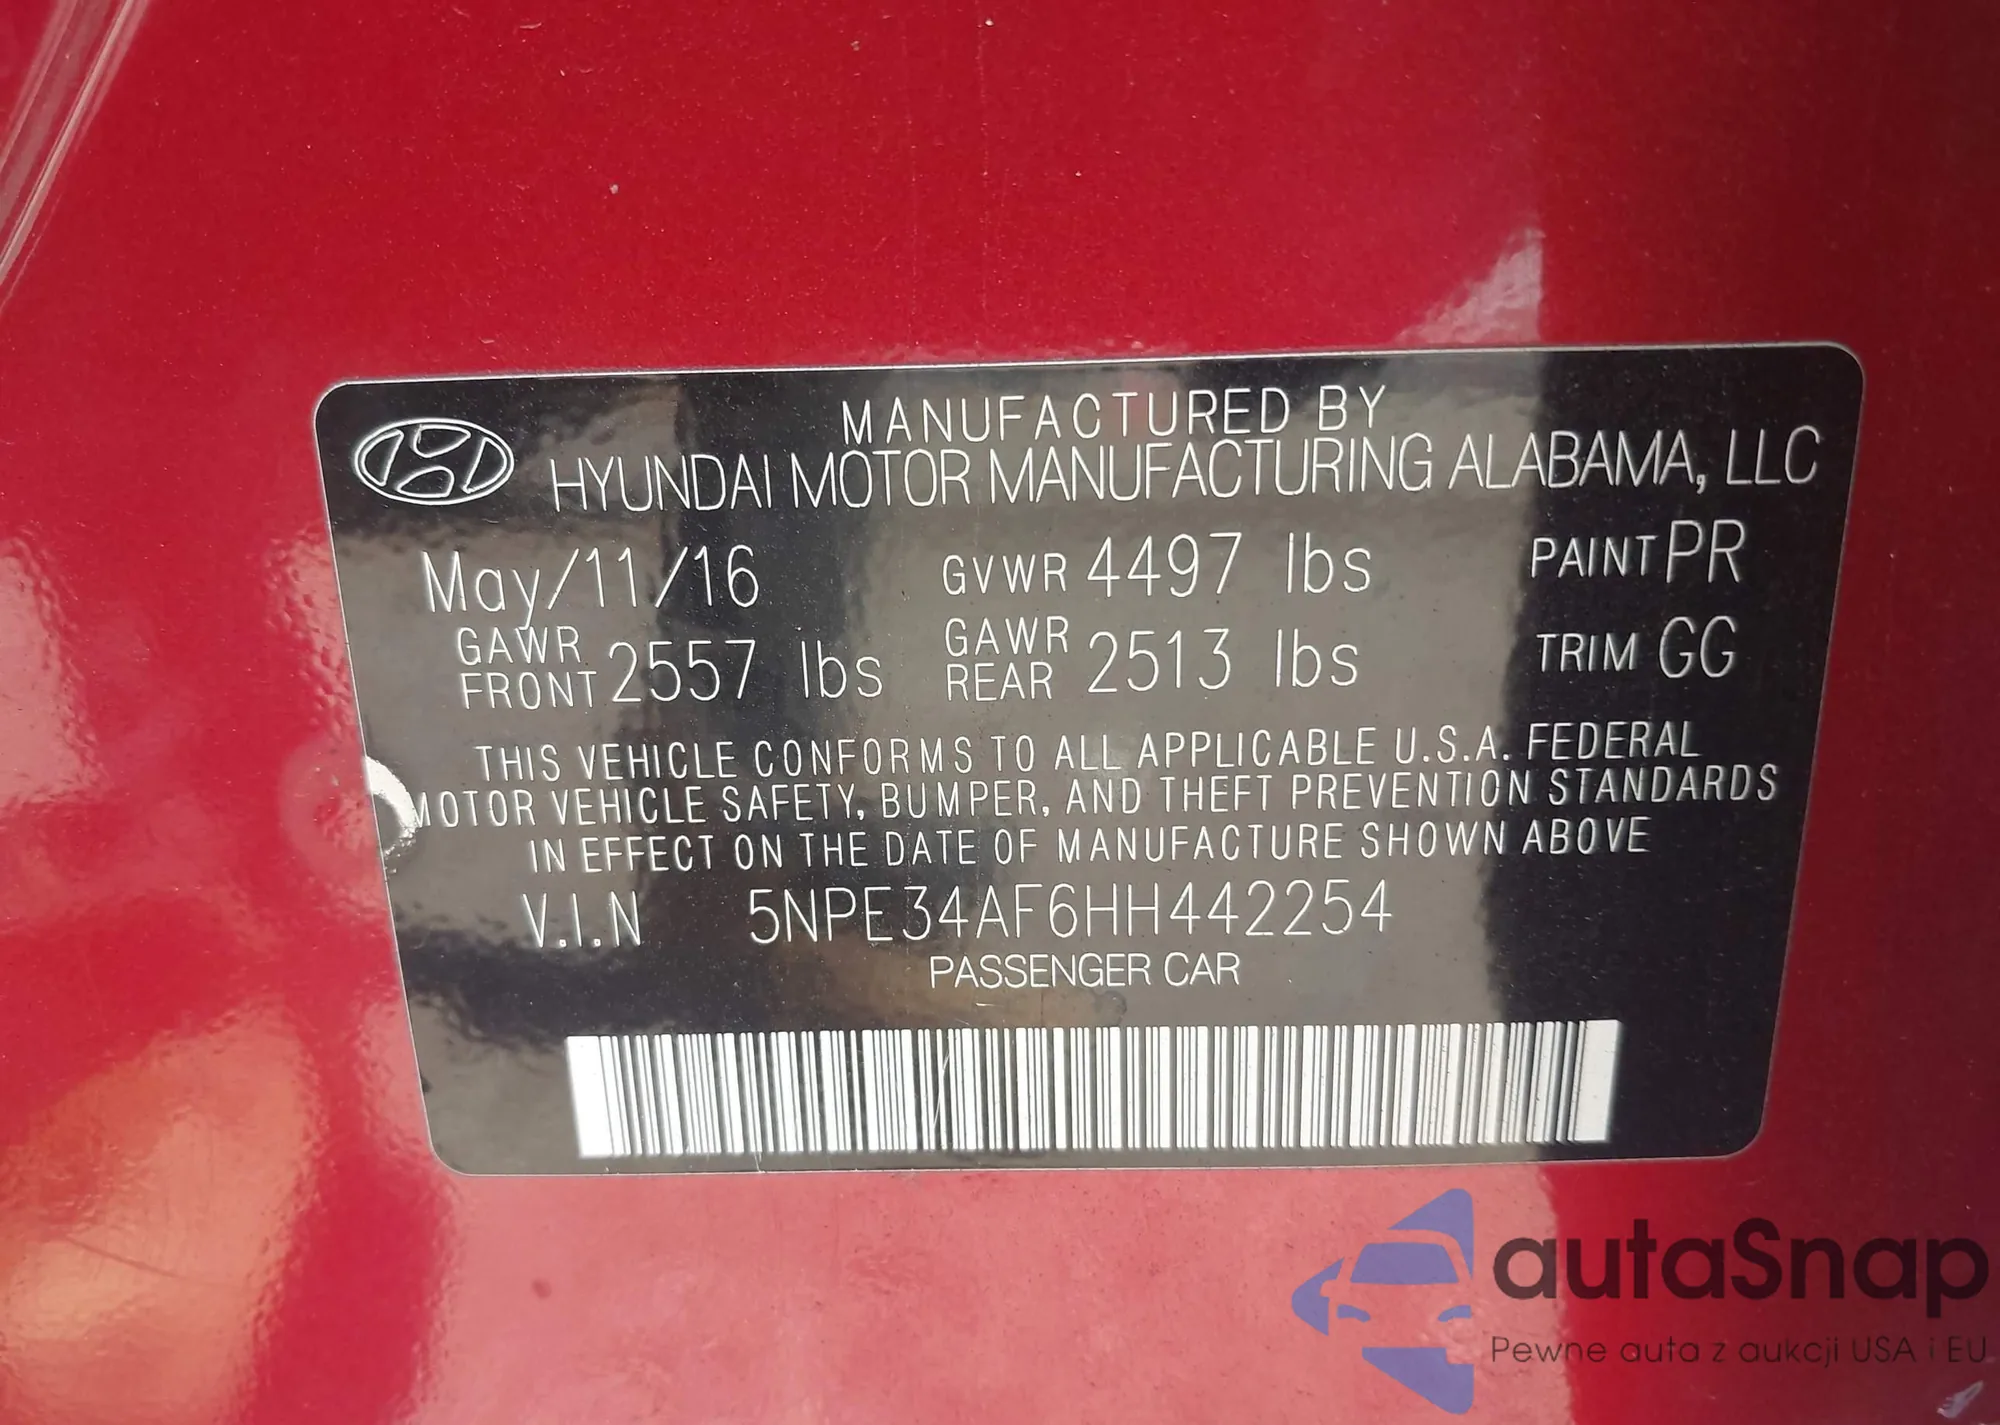 MANUFACTURED BY
HYUNDAI MOTOR MANUFACTURING ALABAMA, LLC
May/11/16 GVWR 4497 lbs PAINT PR
GAWR FRONT 2557 lbs GAWR REAR 2513 lbs TRIM GG
THIS VEHICLE CONFORMS TO ALL APPLICABLE U.S.A. FEDERAL
MOTOR VEHICLE SAFETY, BUMPER, AND THEFT PREVENTION STANDARDS
IN EFFECT ON THE DATE OF MANUFACTURE SHOWN ABOVE
V.I.N 5NPE34AF6HH442254
PASSENGER CAR
autaSnap
Pewne auta z aukcji USA i EU